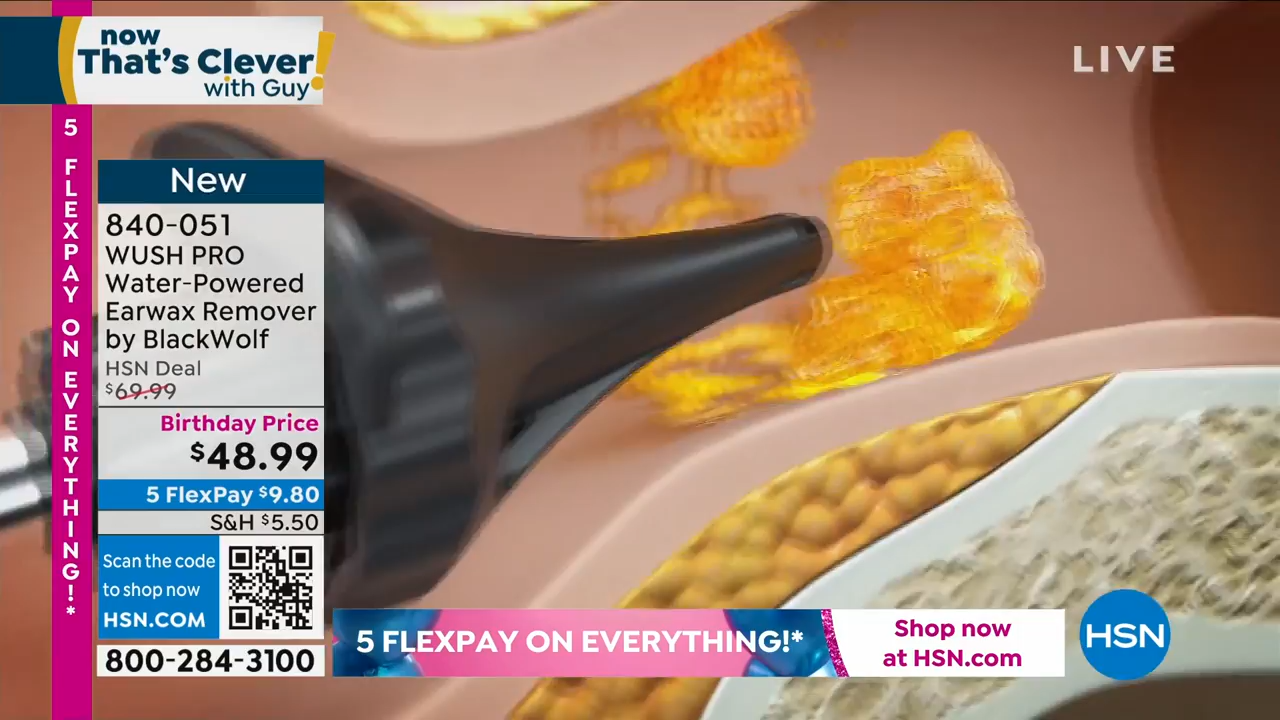 now
That's Clever!
with Guy
LIVE
5 FLEXPAY ON EVERYTHING!*
New
840-051
WUSH PRO
Water-Powered
Earwax Remover
by BlackWolf
HSN Deal
$69.99
Birthday Price
$48.99
5 FlexPay $9.80
S&H $5.50
Scan the code
to shop now
HSN.COM
800-284-3100
5 FLEXPAY ON EVERYTHING!*
Shop now
at HSN.com
HSN